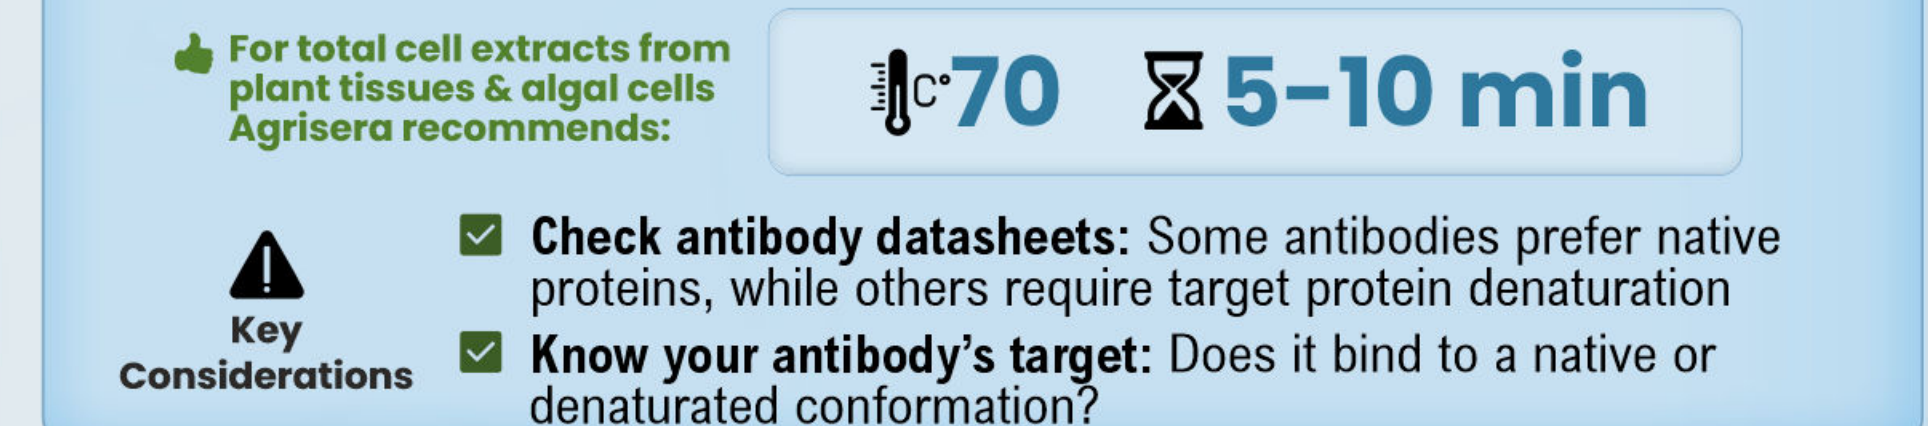 For total cell extracts from
plant tissues & algal cells
Agrisera recommends:
C°70 5–10 min
Check antibody datasheets: Some antibodies prefer native
proteins, while others require target protein denaturation
Key
Considerations
Know your antibody’s target: Does it bind to a native or
denatured conformation?